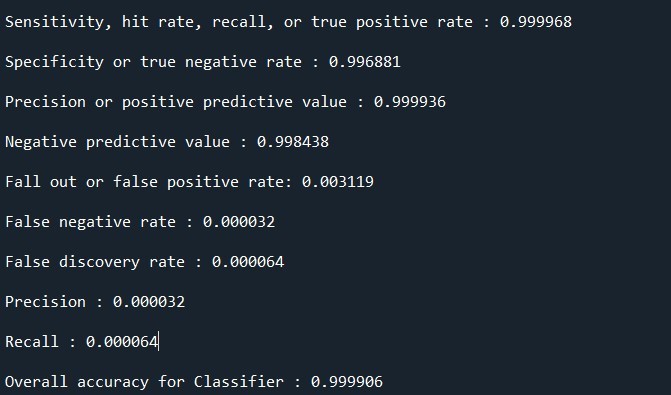 Sensitivity, hit rate, recall, or true positive rate : 0.999968
Specificity or true negative rate : 0.996881
Precision or positive predictive value : 0.999936
Negative predictive value : 0.998438
Fall out or false positive rate: 0.003119
False negative rate : 0.000032
False discovery rate : 0.000064
Precision : 0.000032
Recall : 0.000064
Overall accuracy for Classifier : 0.999906